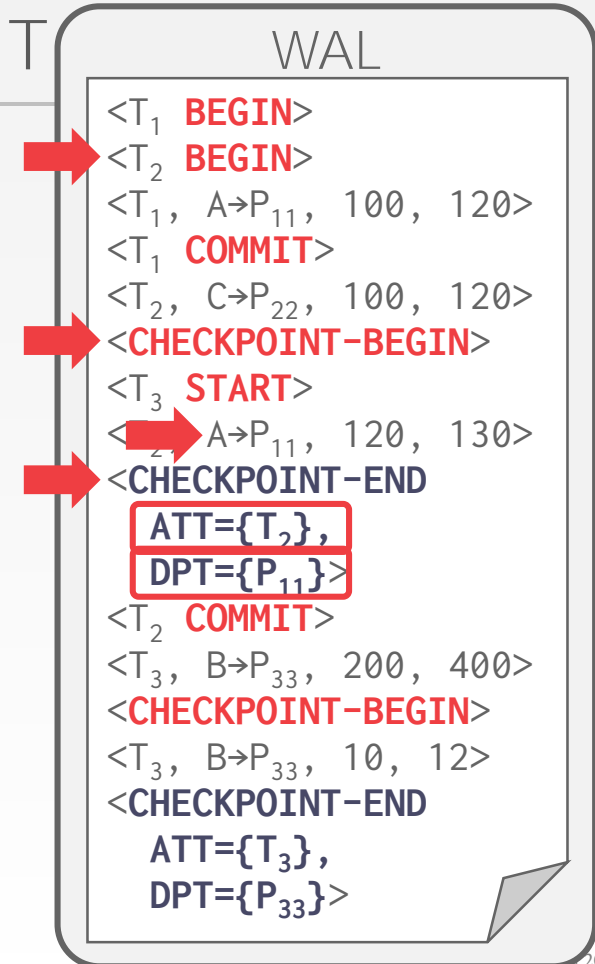 T
WAL
<T₁ BEGIN>
<T₂ BEGIN>
<T₁, A→P₁₁, 100, 120>
<T₁ COMMIT>
<T₂, C→P₂₂, 100, 120>
<CHECKPOINT-BEGIN>
<T₃ START>
<T₂, A→P₁₁, 120, 130>
<CHECKPOINT-END
ATT={T₂},
DPT={P₁₁}>
<T₂ COMMIT>
<T₃, B→P₃₃, 200, 400>
<CHECKPOINT-BEGIN>
<T₃, B→P₃₃, 10, 12>
<CHECKPOINT-END
ATT={T₃},
DPT={P₃₃}>